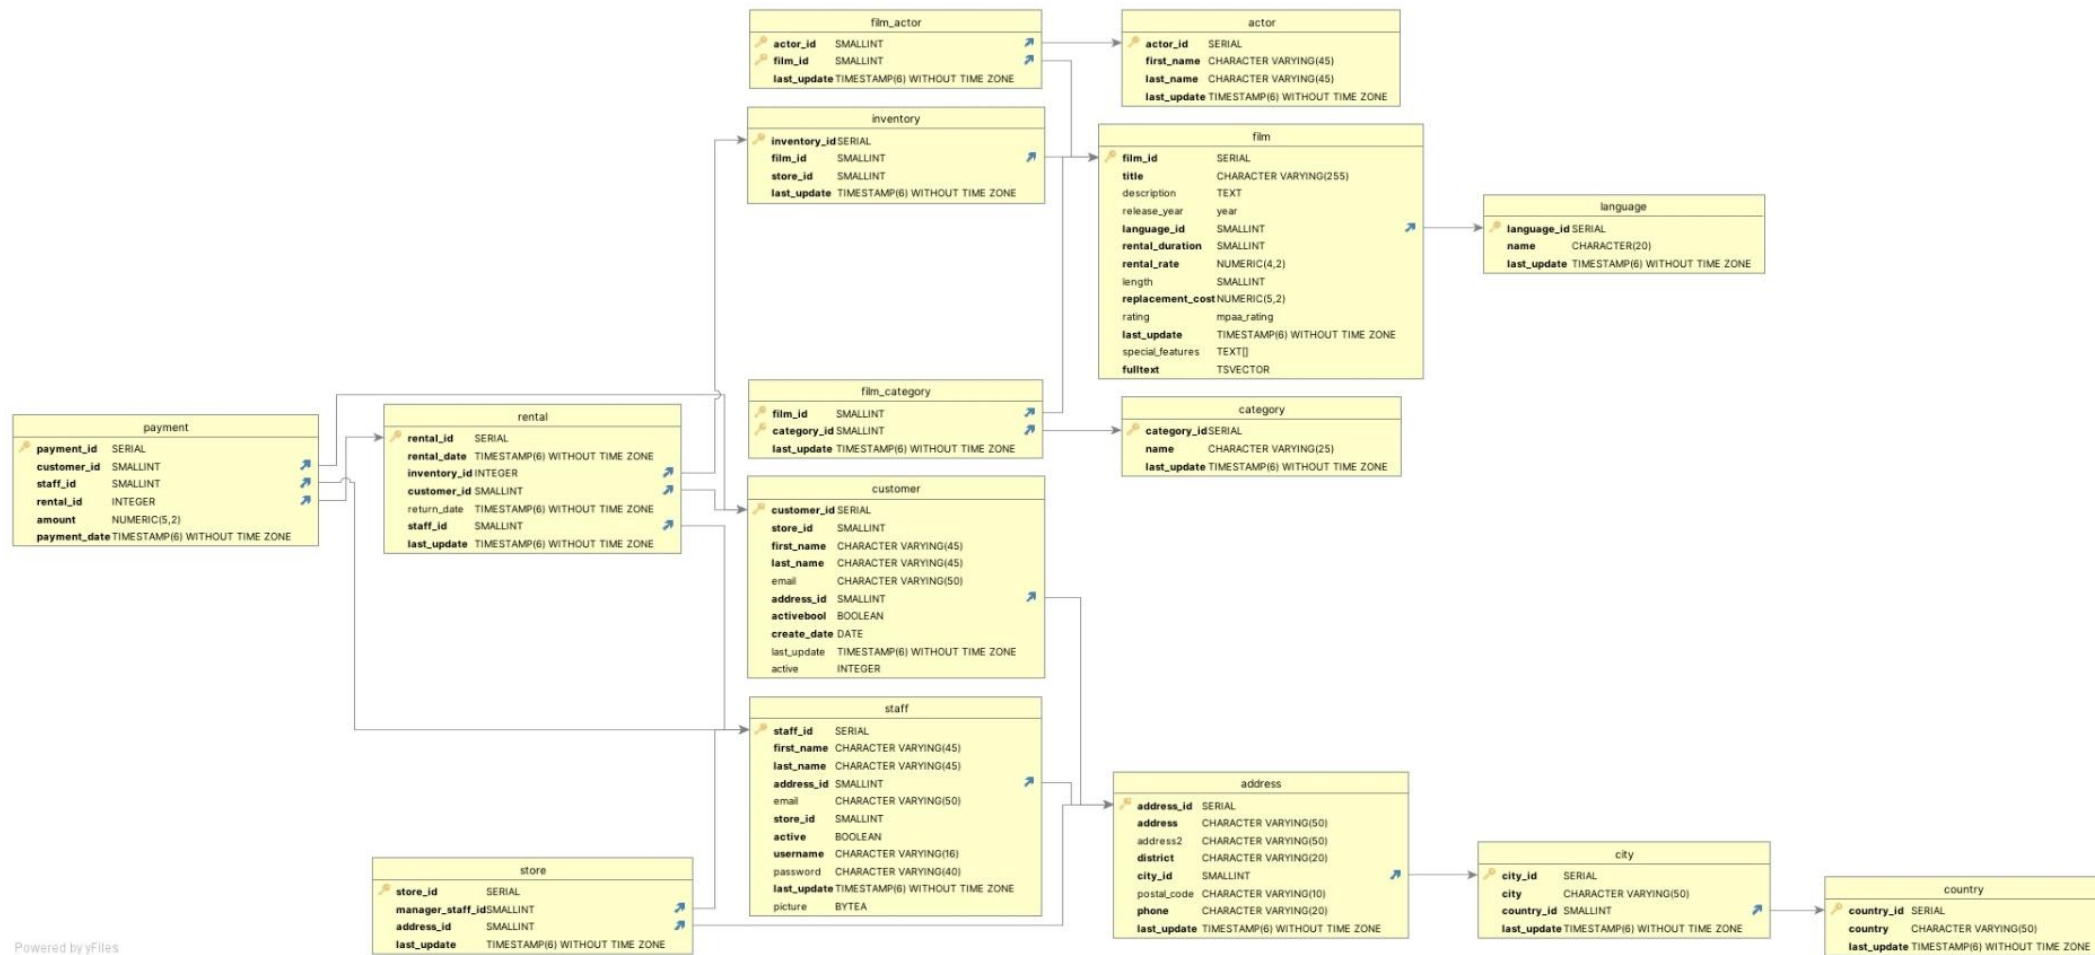 film_actor
actor_id SMALLINT
film_id SMALLINT
last_update TIMESTAMP(6) WITHOUT TIME ZONE
actor
actor_id SERIAL
first_name CHARACTER VARYING(45)
last_name CHARACTER VARYING(45)
last_update TIMESTAMP(6) WITHOUT TIME ZONE
inventory
inventory_id SERIAL
film_id SMALLINT
store_id SMALLINT
last_update TIMESTAMP(6) WITHOUT TIME ZONE
film
film_id SERIAL
title CHARACTER VARYING(255)
description TEXT
release_year year
language_id SMALLINT
rental_duration SMALLINT
rental_rate NUMERIC(4,2)
length SMALLINT
replacement_cost NUMERIC(5,2)
rating mpaa_rating
last_update TIMESTAMP(6) WITHOUT TIME ZONE
special_features TEXT[]
fulltext TSVECTOR
language
language_id SERIAL
name CHARACTER(20)
last_update TIMESTAMP(6) WITHOUT TIME ZONE
payment
payment_id SERIAL
customer_id SMALLINT
staff_id SMALLINT
rental_id INTEGER
amount NUMERIC(5,2)
payment_date TIMESTAMP(6) WITHOUT TIME ZONE
rental
rental_id SERIAL
rental_date TIMESTAMP(6) WITHOUT TIME ZONE
inventory_id INTEGER
customer_id SMALLINT
return_date TIMESTAMP(6) WITHOUT TIME ZONE
staff_id SMALLINT
last_update TIMESTAMP(6) WITHOUT TIME ZONE
film_category
film_id SMALLINT
category_id SMALLINT
last_update TIMESTAMP(6) WITHOUT TIME ZONE
category
category_id SERIAL
name CHARACTER VARYING(25)
last_update TIMESTAMP(6) WITHOUT TIME ZONE
customer
customer_id SERIAL
store_id SMALLINT
first_name CHARACTER VARYING(45)
last_name CHARACTER VARYING(45)
email CHARACTER VARYING(50)
address_id SMALLINT
activebool BOOLEAN
create_date DATE
last_update TIMESTAMP(6) WITHOUT TIME ZONE
active INTEGER
staff
staff_id SERIAL
first_name CHARACTER VARYING(45)
last_name CHARACTER VARYING(45)
address_id SMALLINT
email CHARACTER VARYING(50)
store_id SMALLINT
active BOOLEAN
username CHARACTER VARYING(16)
password CHARACTER VARYING(40)
last_update TIMESTAMP(6) WITHOUT TIME ZONE
picture BYTEA
store
store_id SERIAL
manager_staff_id SMALLINT
address_id SMALLINT
last_update TIMESTAMP(6) WITHOUT TIME ZONE
address
address_id SERIAL
address CHARACTER VARYING(50)
address2 CHARACTER VARYING(50)
district CHARACTER VARYING(20)
city_id SMALLINT
postal_code CHARACTER VARYING(10)
phone CHARACTER VARYING(20)
last_update TIMESTAMP(6) WITHOUT TIME ZONE
city
city_id SERIAL
city CHARACTER VARYING(50)
country_id SMALLINT
last_update TIMESTAMP(6) WITHOUT TIME ZONE
country
country_id SERIAL
country CHARACTER VARYING(50)
last_update TIMESTAMP(6) WITHOUT TIME ZONE
Powered by yFiles